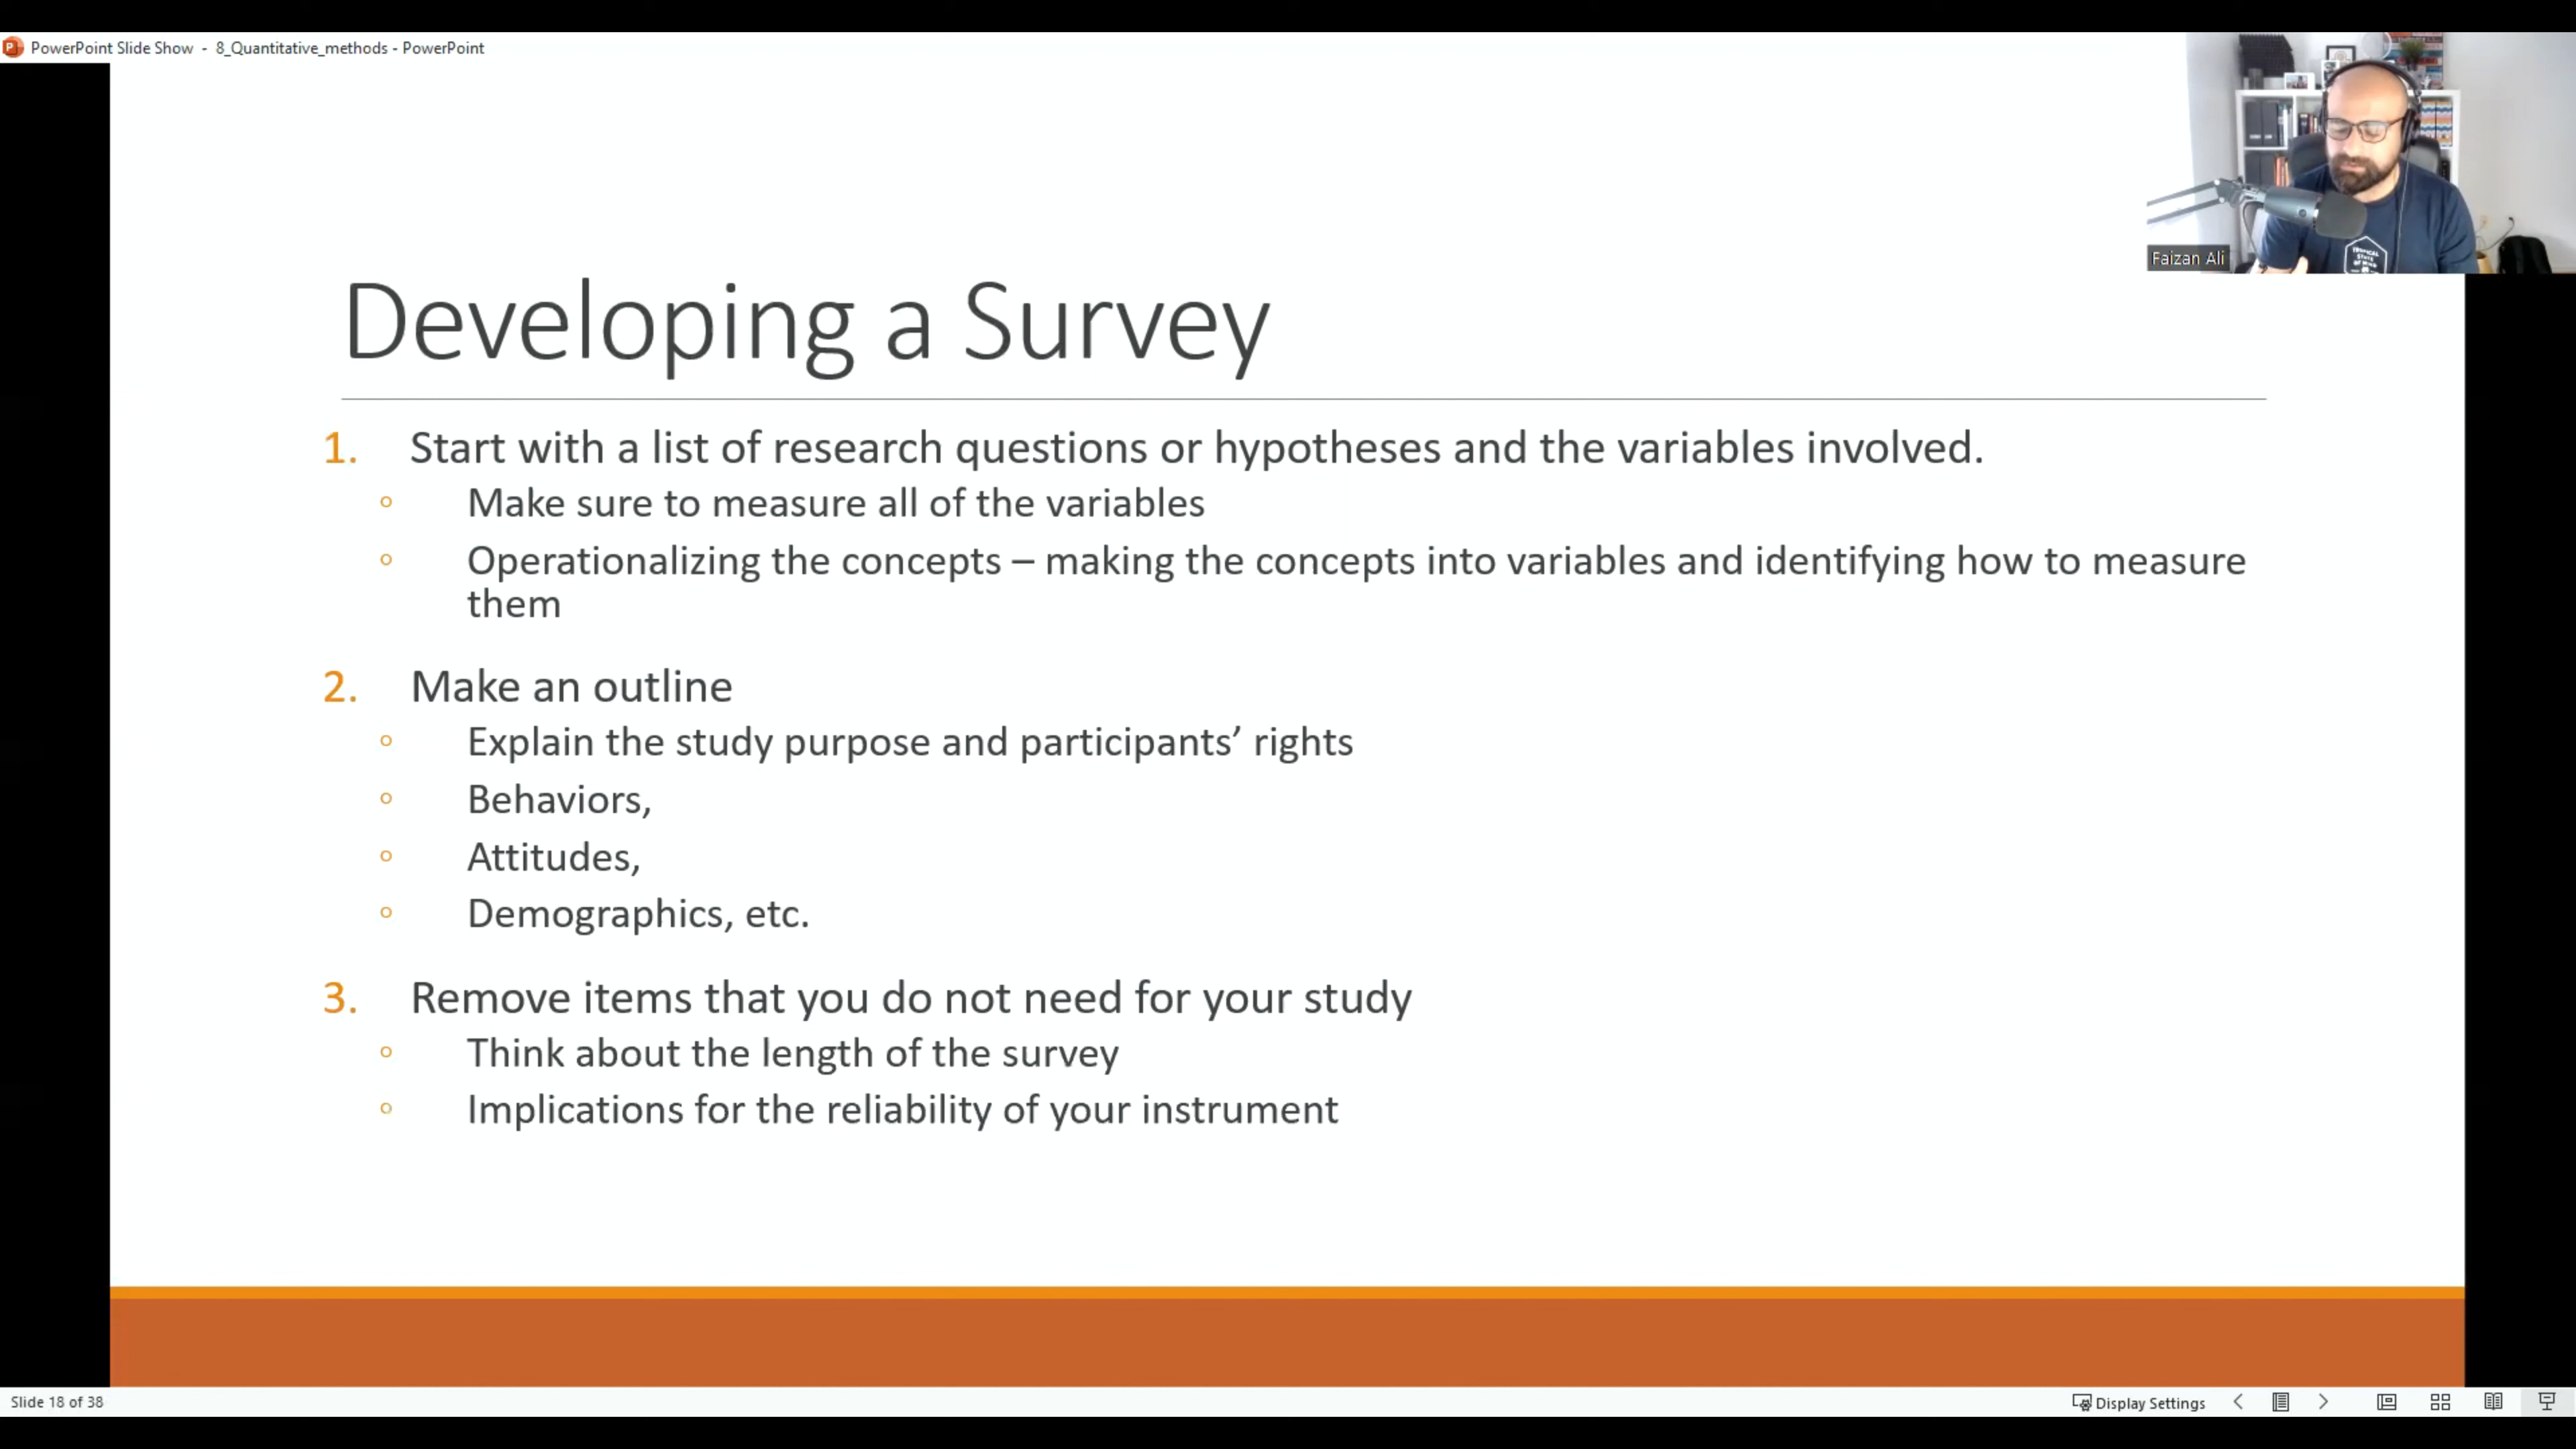 PowerPoint Slide Show - 8_Quantitative_methods - PowerPoint
Faizan Ali
Developing a Survey
1. Start with a list of research questions or hypotheses and the variables involved.
o Make sure to measure all of the variables
o Operationalizing the concepts – making the concepts into variables and identifying how to measure
them
2. Make an outline
o Explain the study purpose and participants’ rights
o Behaviors,
o Attitudes,
o Demographics, etc.
3. Remove items that you do not need for your study
o Think about the length of the survey
o Implications for the reliability of your instrument
Slide 18 of 38
Display Settings